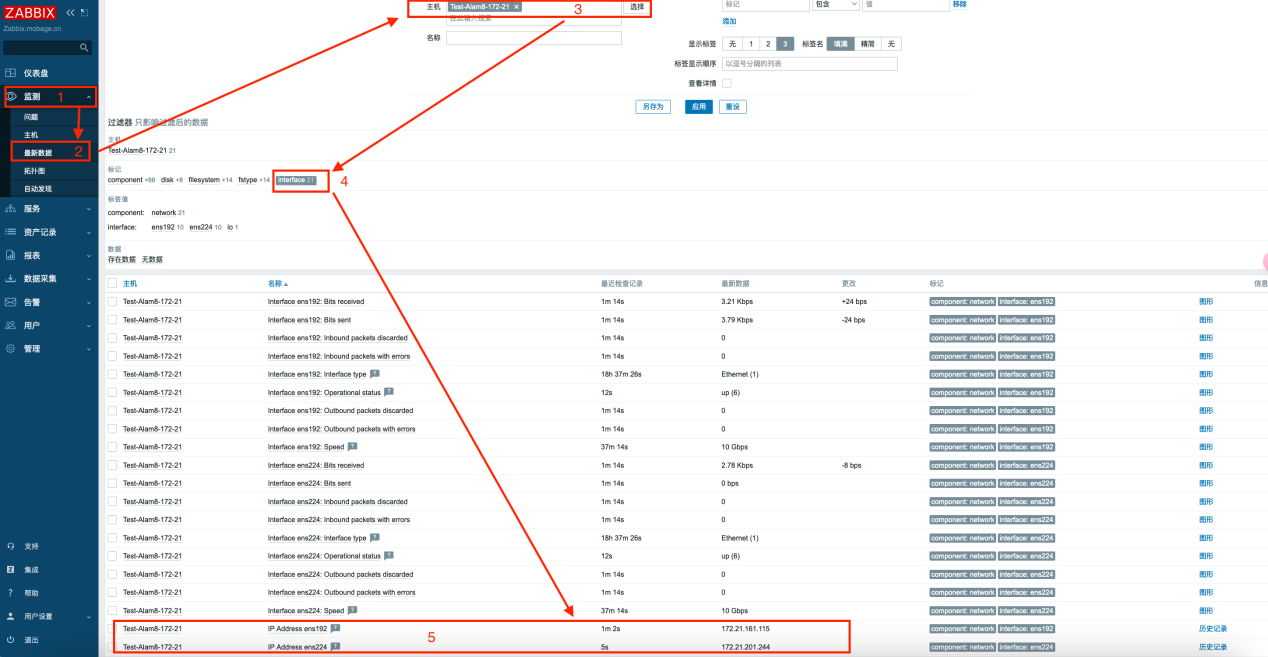 ZABBIX
Zabbix.mobage.cn
仪表盘
监测 1
问题
主机
最新数据 2
拓扑图
自动发现
服务
资产记录
报表
数据采集
告警
用户
管理
支持
集成
帮助
用户设置
退出
主机 Test-Alam8-172-21 3 选择
在此输入搜索
名称
标记 包含 值 移除
添加
显示标签 无 1 2 3 标签名 填满 精简 无
标签显示顺序 以逗号分隔的列表
查看详情
另存为 应用 重设
过滤器 只影响过滤后的数据
主机
Test-Alam8-172-21 21
标记
component +66 disk +8 filesystem +14 fstype +14 interface 21 4
标签值
component: network 21
interface: ens192 10 ens224 10 lo 1
数据
存在数据 无数据
主机 名称 最近检查记录 最新数据 更改 标记 信息
Test-Alam8-172-21 Interface ens192: Bits received 1m 14s 3.21 Kbps +24 bps component: network interface: ens192 图形
Test-Alam8-172-21 Interface ens192: Bits sent 1m 14s 3.79 Kbps -24 bps component: network interface: ens192 图形
Test-Alam8-172-21 Interface ens192: Inbound packets discarded 1m 14s 0 component: network interface: ens192 图形
Test-Alam8-172-21 Interface ens192: Inbound packets with errors 1m 14s 0 component: network interface: ens192 图形
Test-Alam8-172-21 Interface ens192: Interface type ? 18h 37m 26s Ethernet (1) component: network interface: ens192 图形
Test-Alam8-172-21 Interface ens192: Operational status ? 12s up (6) component: network interface: ens192 图形
Test-Alam8-172-21 Interface ens192: Outbound packets discarded 1m 14s 0 component: network interface: ens192 图形
Test-Alam8-172-21 Interface ens192: Outbound packets with errors 1m 14s 0 component: network interface: ens192 图形
Test-Alam8-172-21 Interface ens192: Speed ? 37m 14s 10 Gbps component: network interface: ens192 图形
Test-Alam8-172-21 Interface ens224: Bits received 1m 14s 2.78 Kbps -8 bps component: network interface: ens224 图形
Test-Alam8-172-21 Interface ens224: Bits sent 1m 14s 0 bps component: network interface: ens224 图形
Test-Alam8-172-21 Interface ens224: Inbound packets discarded 1m 14s 0 component: network interface: ens224 图形
Test-Alam8-172-21 Interface ens224: Inbound packets with errors 1m 14s 0 component: network interface: ens224 图形
Test-Alam8-172-21 Interface ens224: Interface type ? 18h 37m 26s Ethernet (1) component: network interface: ens224 图形
Test-Alam8-172-21 Interface ens224: Operational status ? 12s up (6) component: network interface: ens224 图形
Test-Alam8-172-21 Interface ens224: Outbound packets discarded 1m 14s 0 component: network interface: ens224 图形
Test-Alam8-172-21 Interface ens224: Outbound packets with errors 1m 14s 0 component: network interface: ens224 图形
Test-Alam8-172-21 Interface ens224: Speed ? 37m 14s 10 Gbps component: network interface: ens224 图形
Test-Alam8-172-21 IP Address ens192 ? 5 1m 2s 172.21.161.115 component: network interface: ens192 历史记录
Test-Alam8-172-21 IP Address ens224 ? 5s 172.21.201.244 component: network interface: ens224 历史记录